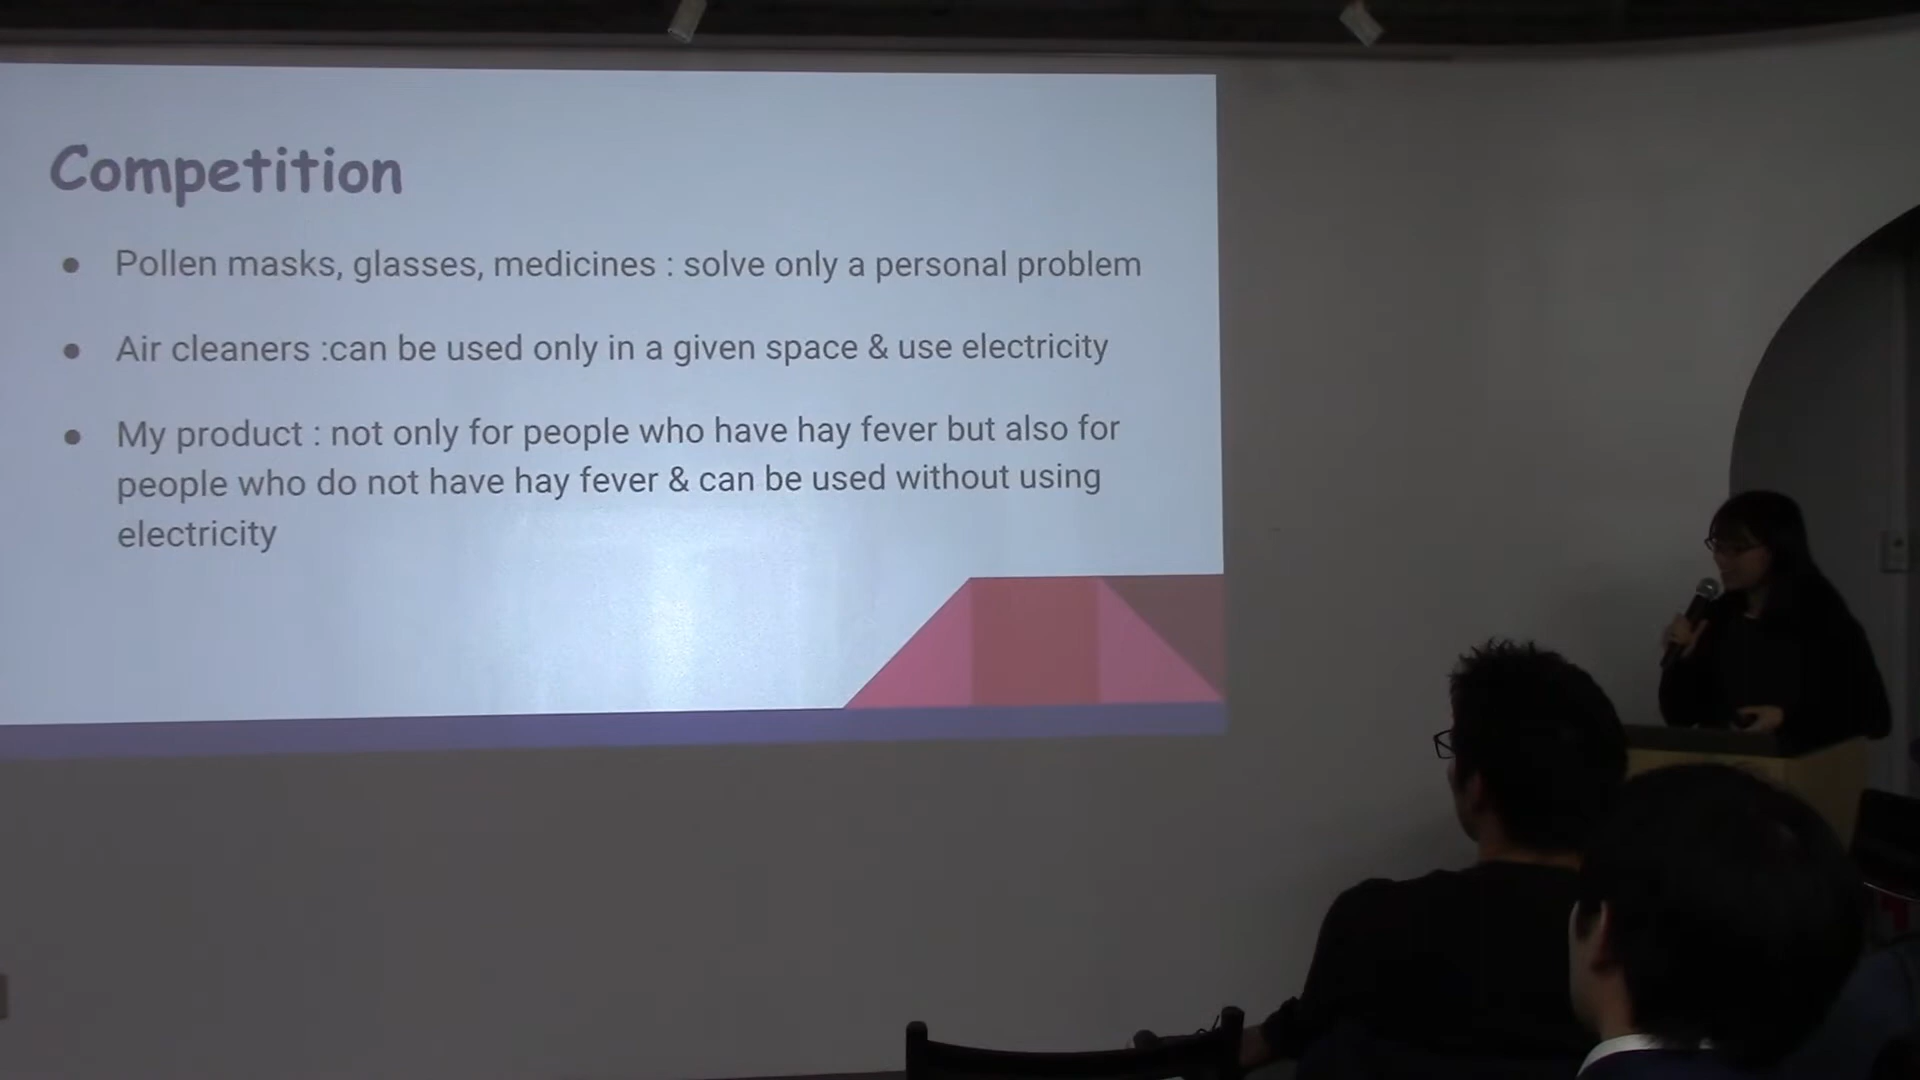 Competition
● Pollen masks, glasses, medicines : solve only a personal problem
● Air cleaners :can be used only in a given space & use electricity
● My product : not only for people who have hay fever but also for
people who do not have hay fever & can be used without using
electricity